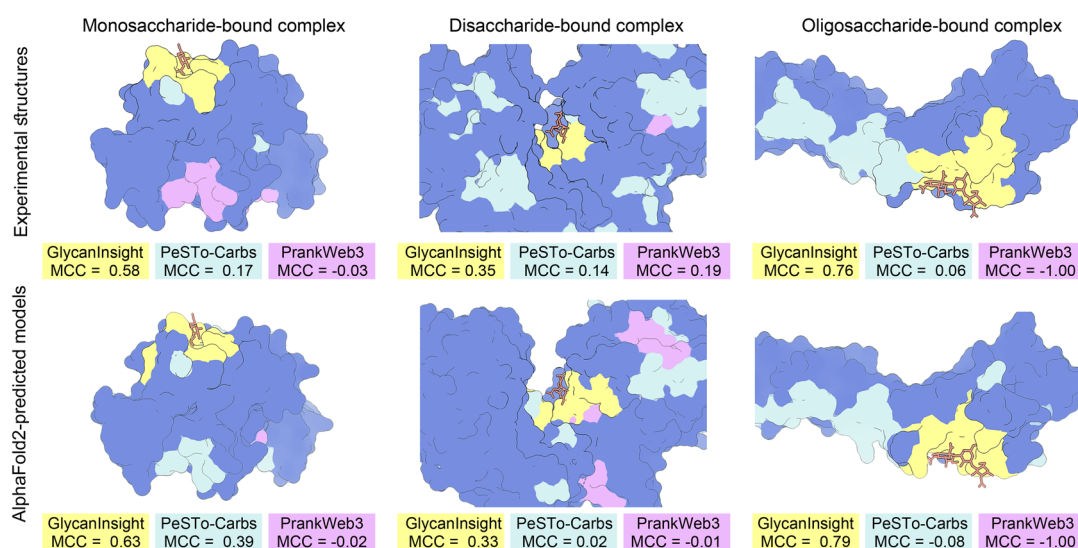 Monosaccharide-bound complex
Disaccharide-bound complex
Oligosaccharide-bound complex
Experimental structures
GlycanInsight
MCC = 0.58
PeSTo-Carbs
MCC = 0.17
PrankWeb3
MCC = -0.03
GlycanInsight
MCC = 0.35
PeSTo-Carbs
MCC = 0.14
PrankWeb3
MCC = 0.19
GlycanInsight
MCC = 0.76
PeSTo-Carbs
MCC = 0.06
PrankWeb3
MCC = -1.00
AlphaFold2-predicted models
GlycanInsight
MCC = 0.63
PeSTo-Carbs
MCC = 0.39
PrankWeb3
MCC = -0.02
GlycanInsight
MCC = 0.33
PeSTo-Carbs
MCC = 0.02
PrankWeb3
MCC = -0.01
GlycanInsight
MCC = 0.79
PeSTo-Carbs
MCC = -0.08
PrankWeb3
MCC = -1.00